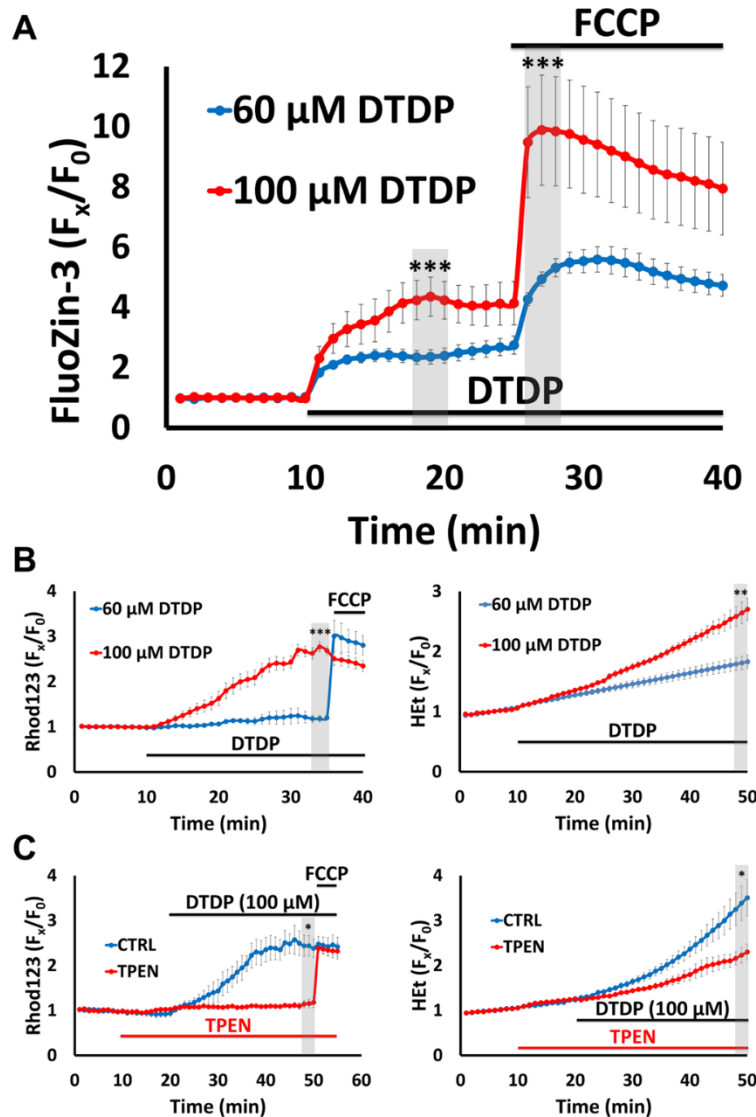 A
FCCP
12
10
8
6
4
2
0
FluoZin-3 (Fx/F0)
60 µM DTDP
100 µM DTDP
***
***
DTDP
0 10 20 30 40
Time (min)
B
4
3
2
1
0
Rhod123 (Fx/F0)
60 µM DTDP
100 µM DTDP
FCCP
***
DTDP
0 10 20 30 40
Time (min)
3
2
1
0
HEt (Fx/F0)
60 µM DTDP
100 µM DTDP
**
DTDP
0 10 20 30 40 50
Time (min)
C
4
3
2
1
0
Rhod123 (Fx/F0)
FCCP
DTDP (100 µM)
CTRL
TPEN
*
TPEN
0 10 20 30 40 50 60
Time (min)
4
3
2
1
0
HEt (Fx/F0)
CTRL
TPEN
*
DTDP (100 µM)
TPEN
0 10 20 30 40 50
Time (min)